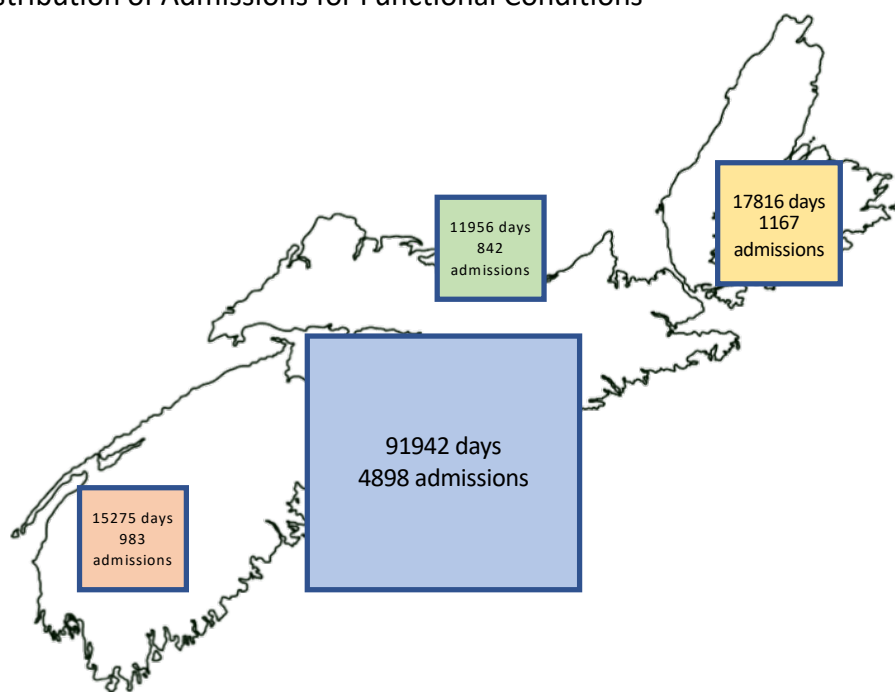 stribution of Admissions for Functional Conditions
17816 days
1167
admissions
11956 days
842
admissions
91942 days
4898 admissions
15275 days
983
admissions